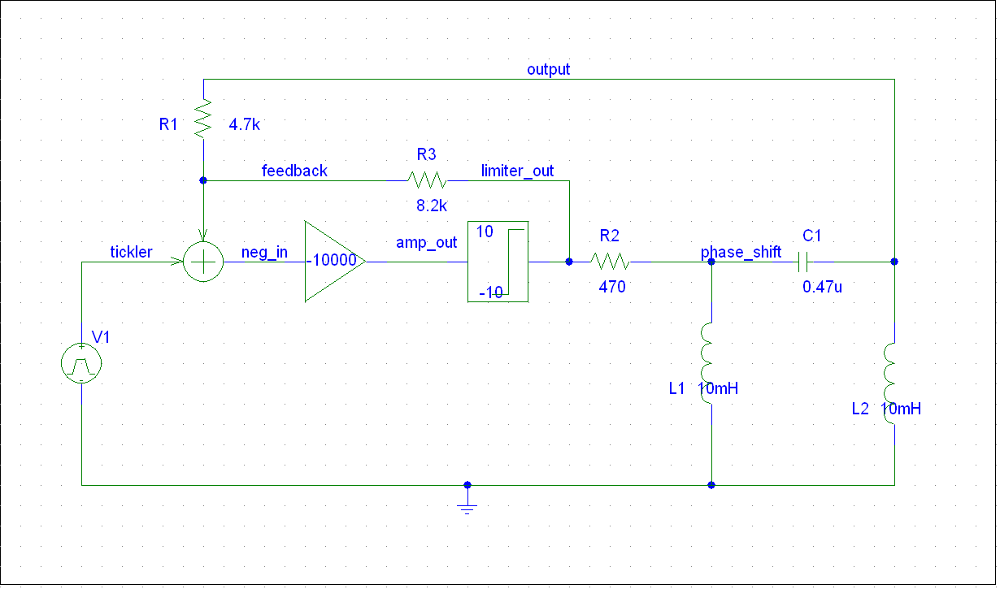 output
R1 4.7k
R3
feedback limiter_out
8.2k
10
R2 C1
tickler neg_in -10000 amp_out phase_shift
-10 470 0.47u
V1
+
-
L1 10mH
L2 10mH